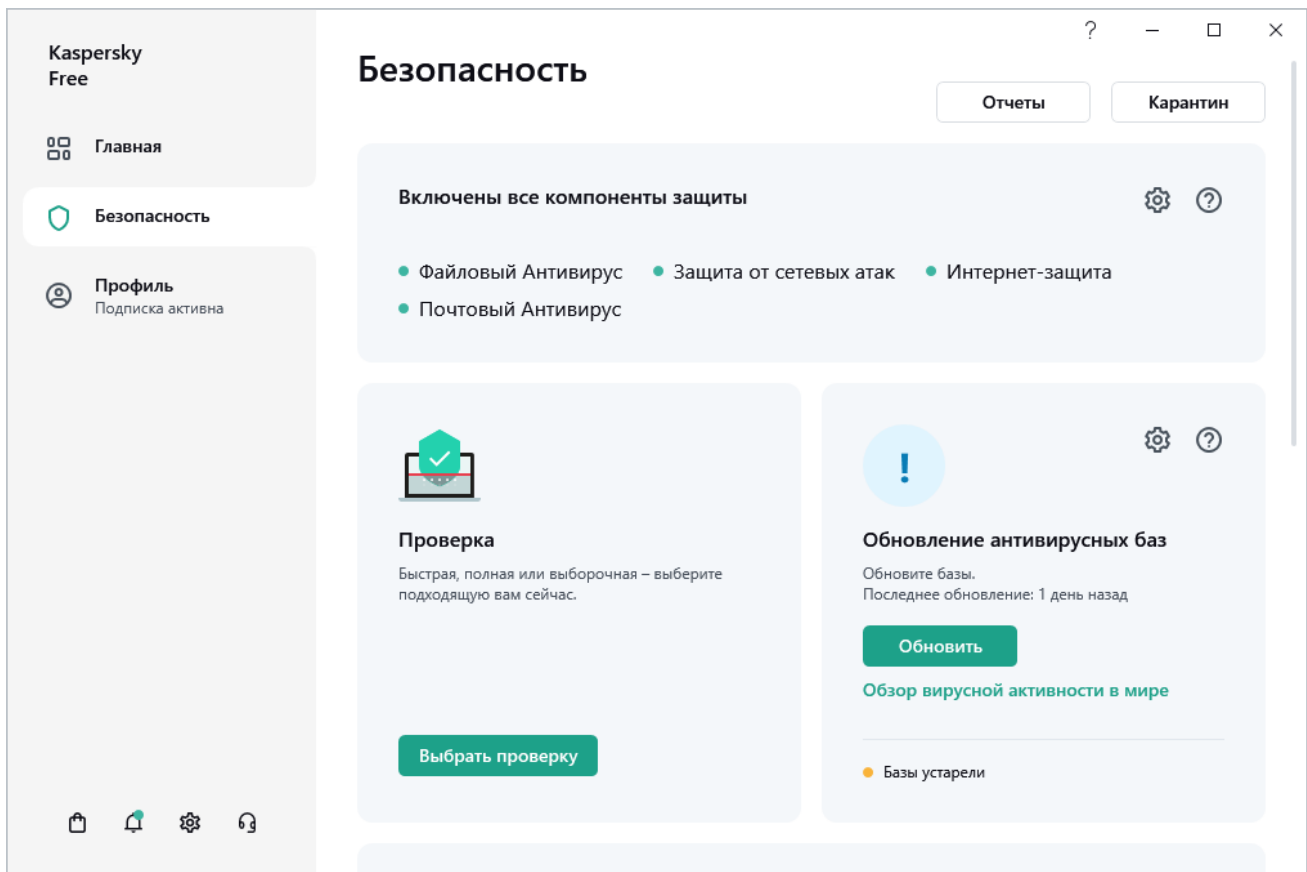 Kaspersky
Free
Главная
Безопасность
Профиль
Подписка активна
?
Безопасность
Отчеты
Карантин
Включены все компоненты защиты
Файловый Антивирус
Защита от сетевых атак
Интернет-защита
Почтовый Антивирус
Проверка
Быстрая, полная или выборочная – выберите
подходящую вам сейчас.
Выбрать проверку
!
Обновление антивирусных баз
Обновите базы.
Последнее обновление: 1 день назад
Обновить
Обзор вирусной активности в мире
Базы устарели